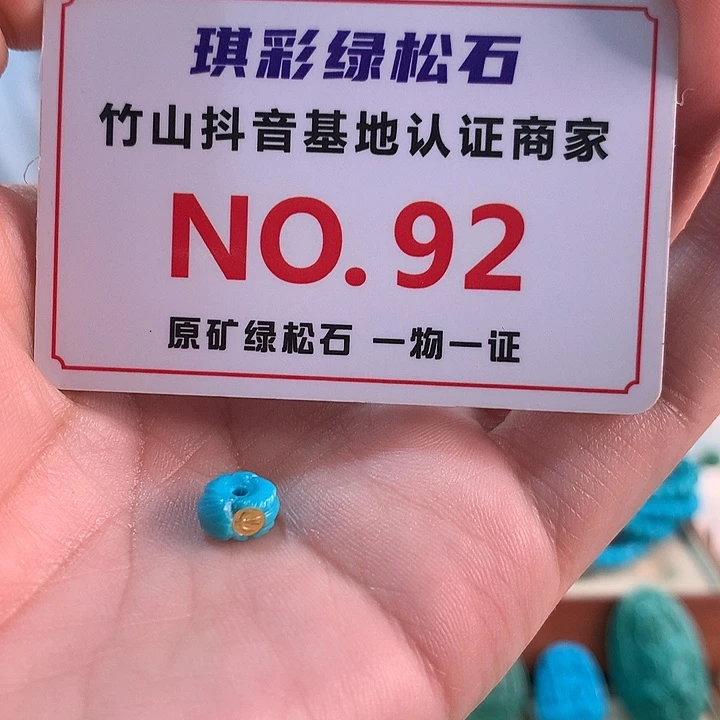 琪彩绿松石
竹山抖音基地认证商家
NO.92
原矿绿松石 一物一证